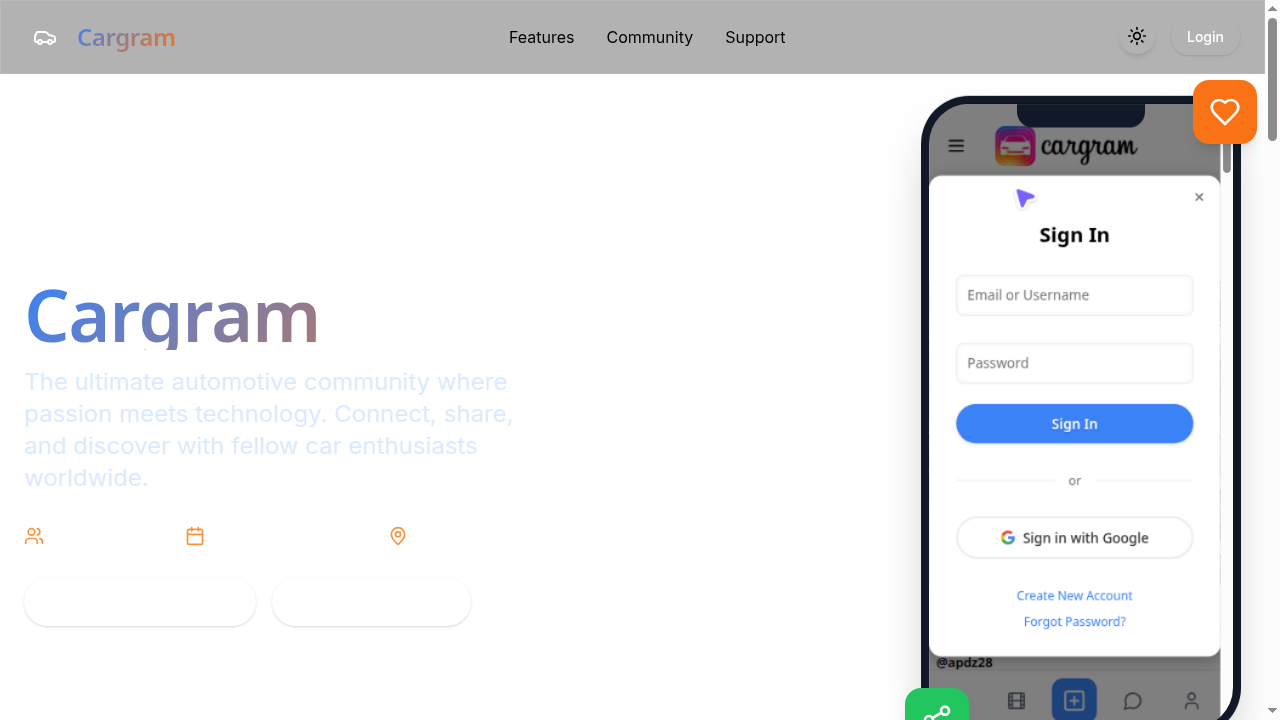 Cargram
Features
Community
Support
Login
cargram
×
Sign In
Email or Username
Password
Sign In
or
Sign in with Google
Create New Account
Forgot Password?
@apdz28
Cargram
The ultimate automotive community where
passion meets technology. Connect, share,
and discover with fellow car enthusiasts
worldwide.